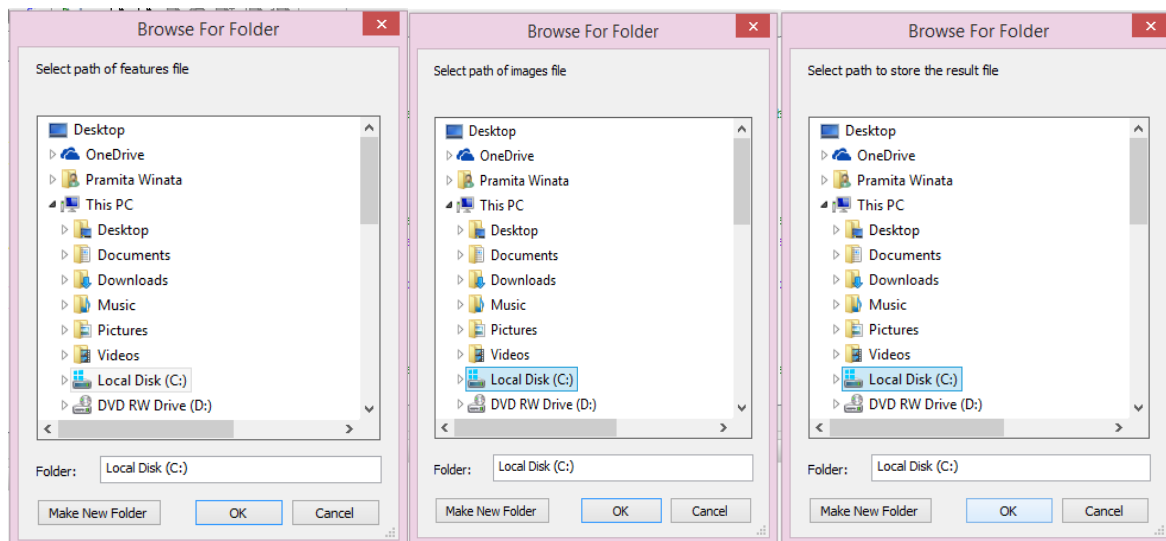 Browse For Folder
Select path of features file
Desktop
OneDrive
Pramita Winata
This PC
Desktop
Documents
Downloads
Music
Pictures
Videos
Local Disk (C:)
DVD RW Drive (D:)
Folder: Local Disk (C:)
Make New Folder OK Cancel
Browse For Folder
Select path of images file
Desktop
OneDrive
Pramita Winata
This PC
Desktop
Documents
Downloads
Music
Pictures
Videos
Local Disk (C:)
DVD RW Drive (D:)
Folder: Local Disk (C:)
Make New Folder OK Cancel
Browse For Folder
Select path to store the result file
Desktop
OneDrive
Pramita Winata
This PC
Desktop
Documents
Downloads
Music
Pictures
Videos
Local Disk (C:)
DVD RW Drive (D:)
Folder: Local Disk (C:)
Make New Folder OK Cancel